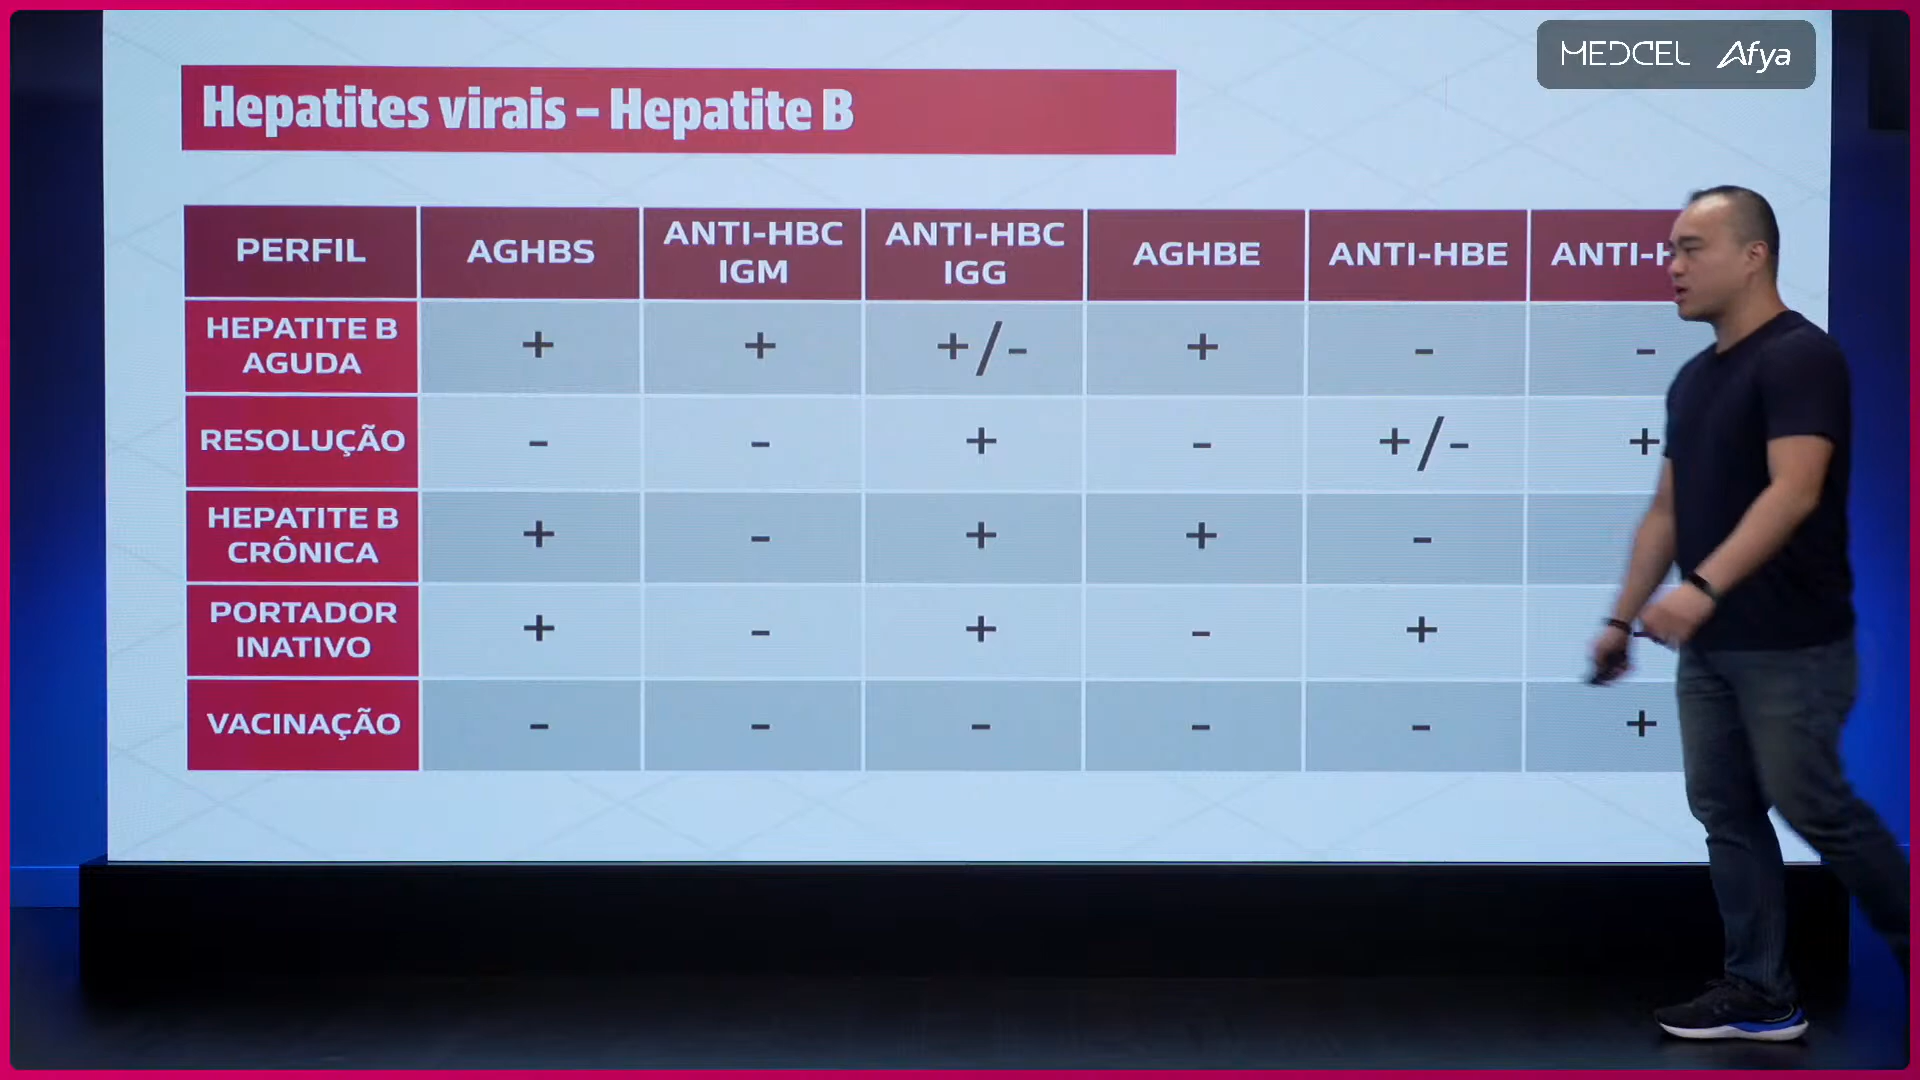 MEDCEL Afya
Hepatites virais – Hepatite B
PERFIL AGHBS ANTI-HBC IGM ANTI-HBC IGG AGHBE ANTI-HBE
HEPATITE B AGUDA + + +/- + - -
RESOLUÇÃO - - + - +/- +
HEPATITE B CRÔNICA + - + + -
PORTADOR INATIVO + - + - +
VACINAÇÃO - - - - - +